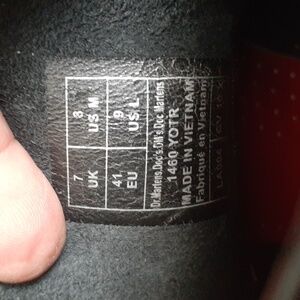 8 9
US M US L
7 41
UK EU
Dr.Martens,Doc's,DM's,Doc Martens
1460 YOTR
MADE IN VIETNAM
Fabriqué en Vietnam